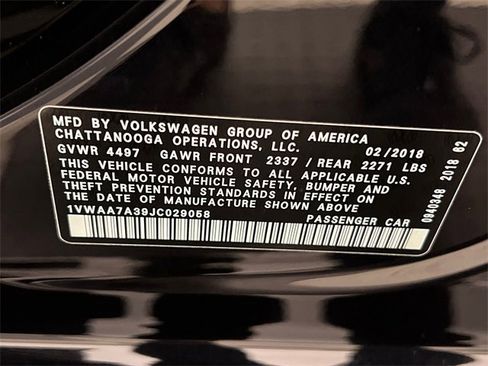 MFD BY VOLKSWAGEN GROUP OF AMERICA
CHATTANOOGA OPERATIONS, LLC. 02/2018
GVWR 4497 GAWR FRONT 2337 / REAR 2271 LBS
THIS VEHICLE CONFORMS TO ALL APPLICABLE U.S.
FEDERAL MOTOR VEHICLE SAFETY, BUMPER AND
THEFT PREVENTION STANDARDS IN EFFECT ON
THE DATE OF MANUFACTURE SHOWN ABOVE
1VWAA7A39JC029058 PASSENGER CAR
0940348 2018 62